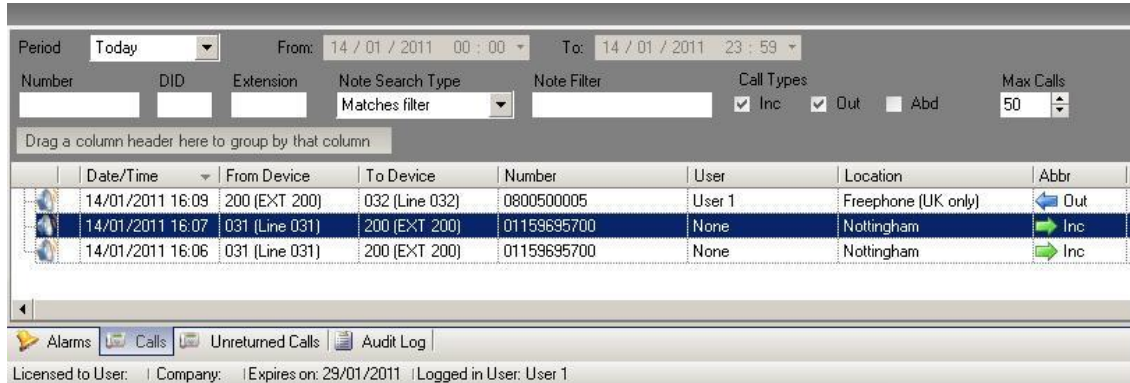 Period Today From: 14 / 01 / 2011 00 : 00 To: 14 / 01 / 2011 23 : 59
Number DID Extension Note Search Type Note Filter Call Types Max Calls
Matches filter Inc Out Abd 50
Drag a column header here to group by that column
Date/Time From Device To Device Number User Location Abbr
14/01/2011 16:09 200 (EXT 200) 032 (Line 032) 0800500005 User 1 Freephone (UK only) Out
14/01/2011 16:07 031 (Line 031) 200 (EXT 200) 01159695700 None Nottingham Inc
14/01/2011 16:06 031 (Line 031) 200 (EXT 200) 01159695700 None Nottingham Inc
Alarms Calls Unreturned Calls Audit Log
Licensed to User: Company: Expires on: 29/01/2011 Logged in User: User 1